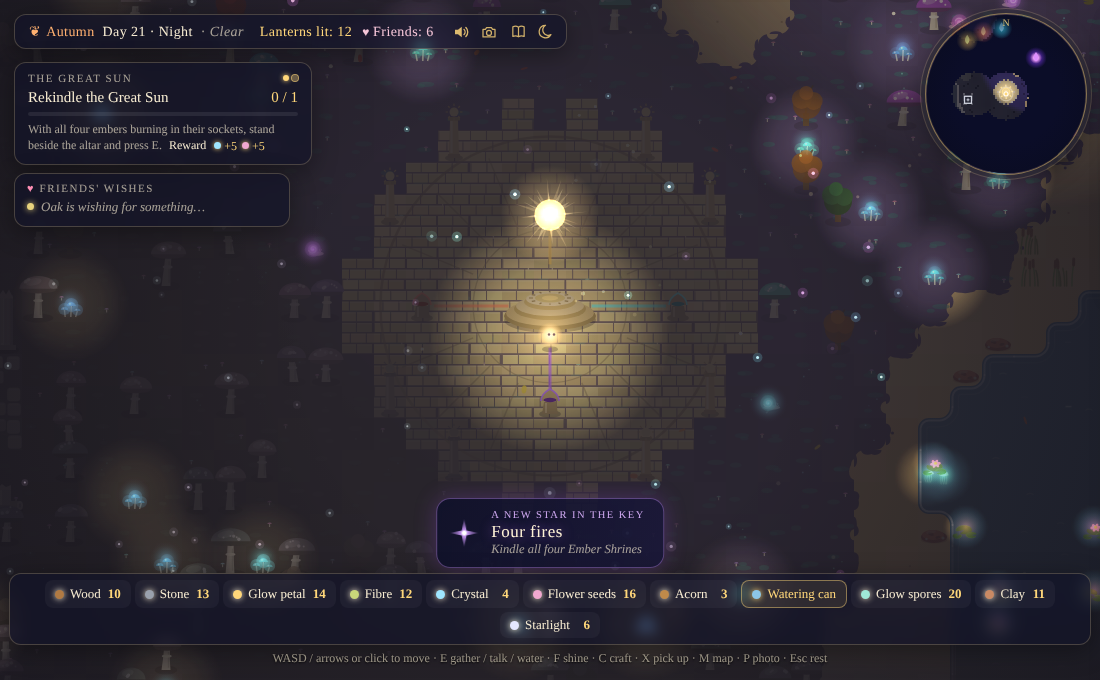 Autumn Day 21 · Night · Clear Lanterns lit: 12 ♥ Friends: 6
N
THE GREAT SUN
Rekindle the Great Sun 0 / 1
With all four embers burning in their sockets, stand
beside the altar and press E. Reward +5 +5
♥ FRIENDS' WISHES
Oak is wishing for something…
A NEW STAR IN THE KEY
Four fires
Kindle all four Ember Shrines
Wood 10 Stone 13 Glow petal 14 Fibre 12 Crystal 4 Flower seeds 16 Acorn 3 Watering can Glow spores 20 Clay 11
Starlight 6
WASD / arrows or click to move · E gather / talk / water · F shine · C craft · X pick up · M map · P photo · Esc rest